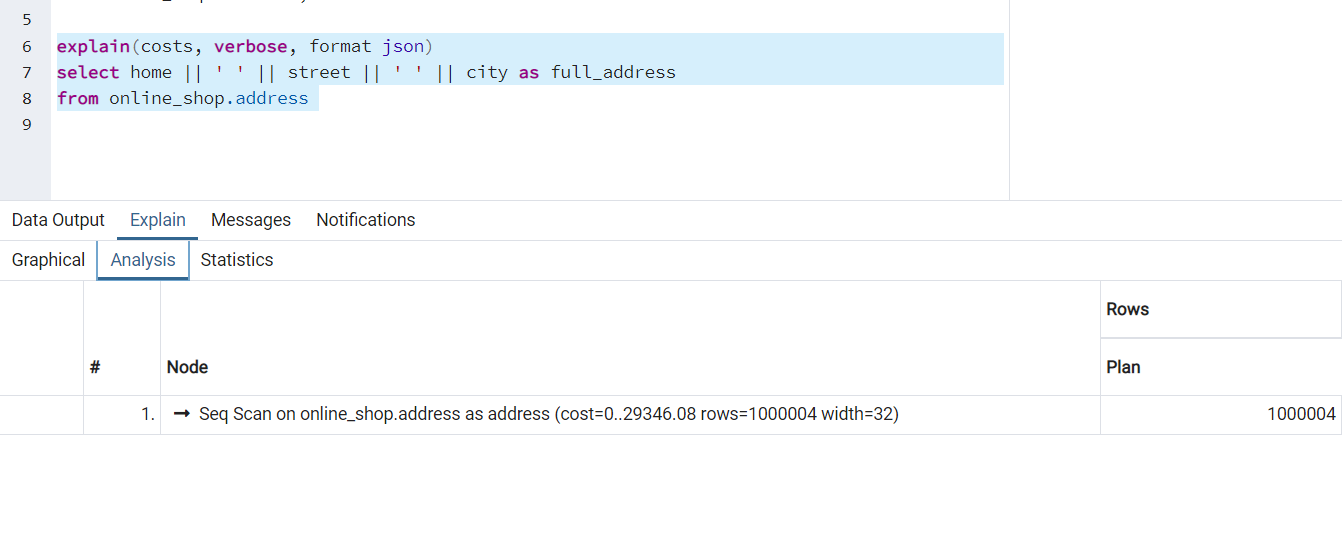 5
6 explain(costs, verbose, format json)
7 select home || ' ' || street || ' ' || city as full_address
8 from online_shop.address
9
Data Output Explain Messages Notifications
Graphical Analysis Statistics
Rows
# Node Plan
1. → Seq Scan on online_shop.address as address (cost=0..29346.08 rows=1000004 width=32) 1000004